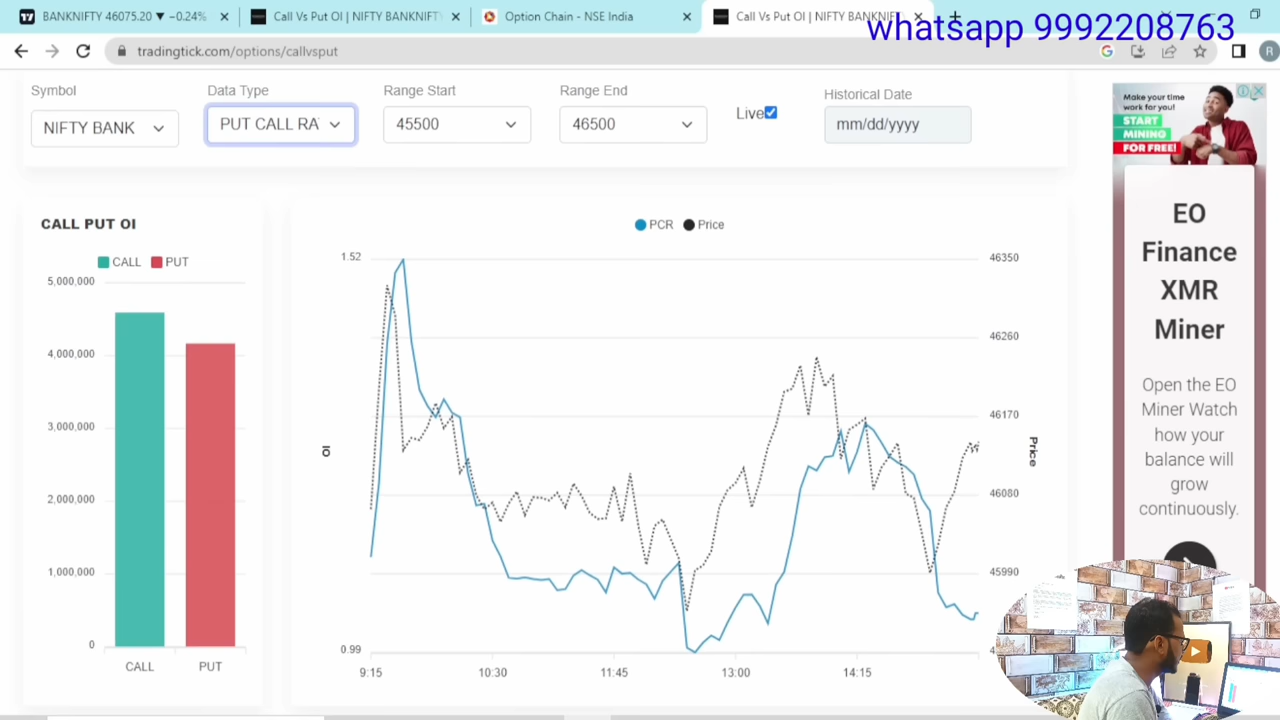 BANKNIFTY 46075.20 ▼ −0.24%
Call Vs Put OI | NIFTY BANKNIFT
Option Chain - NSE India
Call Vs Put OI | NIFTY BANKNIF
whatsapp 9992208763
tradingtick.com/options/callvsput
R
Symbol
Data Type
Range Start
Range End
Historical Date
NIFTY BANK
PUT CALL RA
45500
46500
Live
mm/dd/yyyy
Make your time
work for you!
START
MINING
FOR FREE!
CALL PUT OI
CALL PUT
5,000,000
4,000,000
3,000,000
2,000,000
1,000,000
0
CALL PUT
PCR Price
1.52
0.99
OI
46350
46260
46170
46080
45990
Price
9:15 10:30 11:45 13:00 14:15
EO
Finance
XMR
Miner
Open the EO
Miner Watch
how your
balance will
grow
continuously.